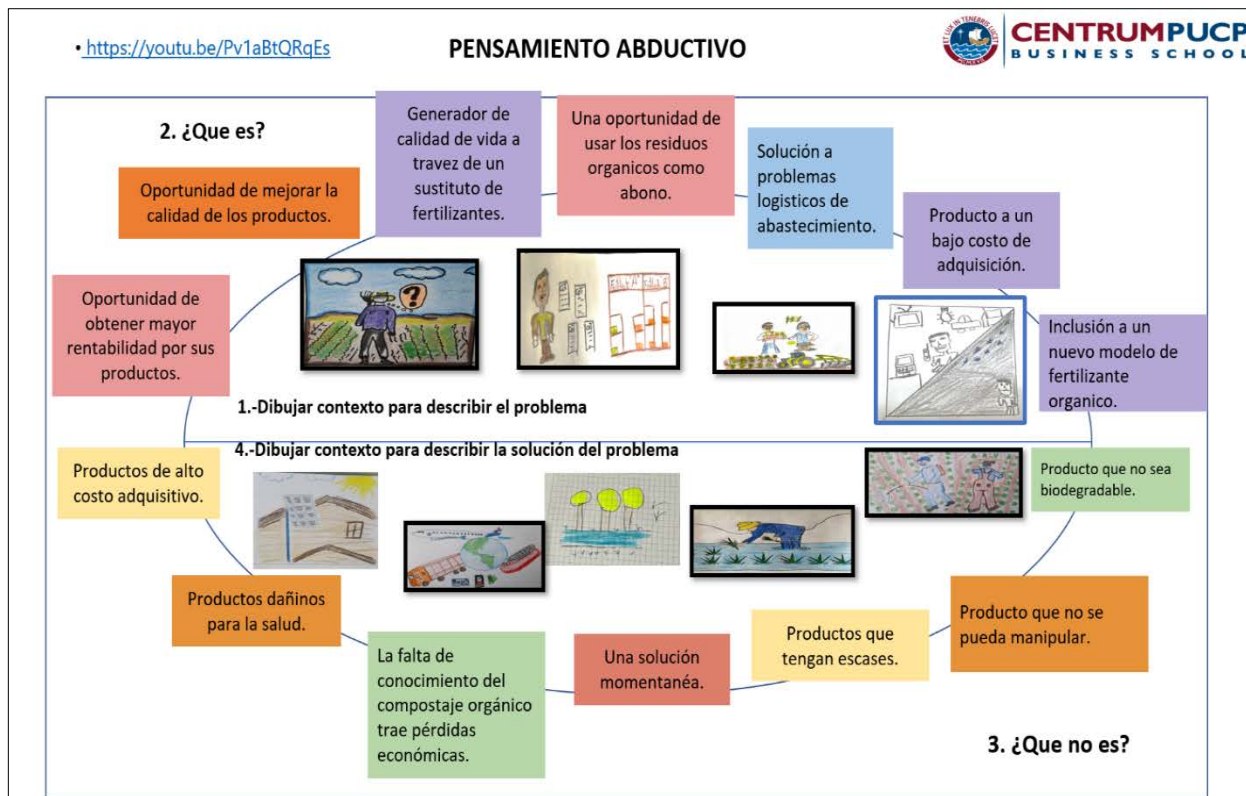 • https://youtu.be/Pv1aBtQRqEs
PENSAMIENTO ABDUCTIVO
CENTRUMPUCP
BUSINESS SCHOOL
2. ¿Que es?
Oportunidad de mejorar la
calidad de los productos.
Generador de
calidad de vida a
travez de un
sustituto de
fertilizantes.
Una oportunidad de
usar los residuos
organicos como
abono.
Solución a
problemas
logisticos de
abastecimiento.
Producto a un
bajo costo de
adquisición.
Oportunidad de
obtener mayor
rentabilidad por sus
productos.
?
Inclusión a un
nuevo modelo de
fertilizante
organico.
1.-Dibujar contexto para describir el problema
4.-Dibujar contexto para describir la solución del problema
Productos de alto
costo adquisitivo.
Producto que no sea
biodegradable.
Productos dañinos
para la salud.
La falta de
conocimiento del
compostaje orgánico
trae pérdidas
económicas.
Una solución
momentanéa.
Productos que
tengan escases.
Producto que no se
pueda manipular.
3. ¿Que no es?